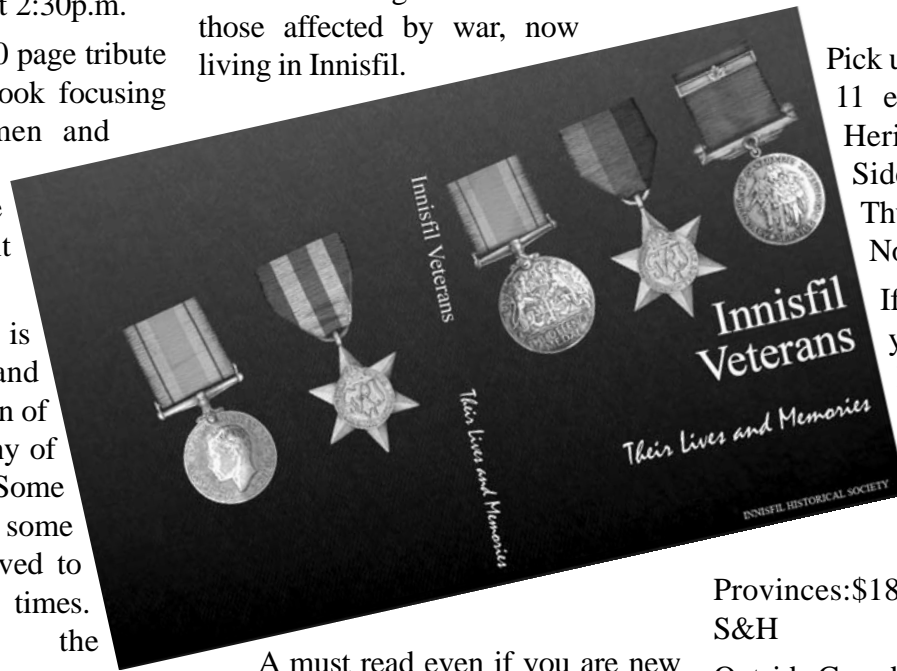 t 2:30p.m.
0 page tribute
ook focusing
men and
is
and
n of
ny of
Some
some
ved to
times.
the
those affected by war, now
living in Innisfil.
Innisfil Veterans
Their Lives and Memories
Innisfil
Veterans
Their Lives and Memories
INNISFIL HISTORICAL SOCIETY
A must read even if you are new
Pick u
11 e
Heri
Side
Th
No
If
y
Provinces:$18
S&H
Outside